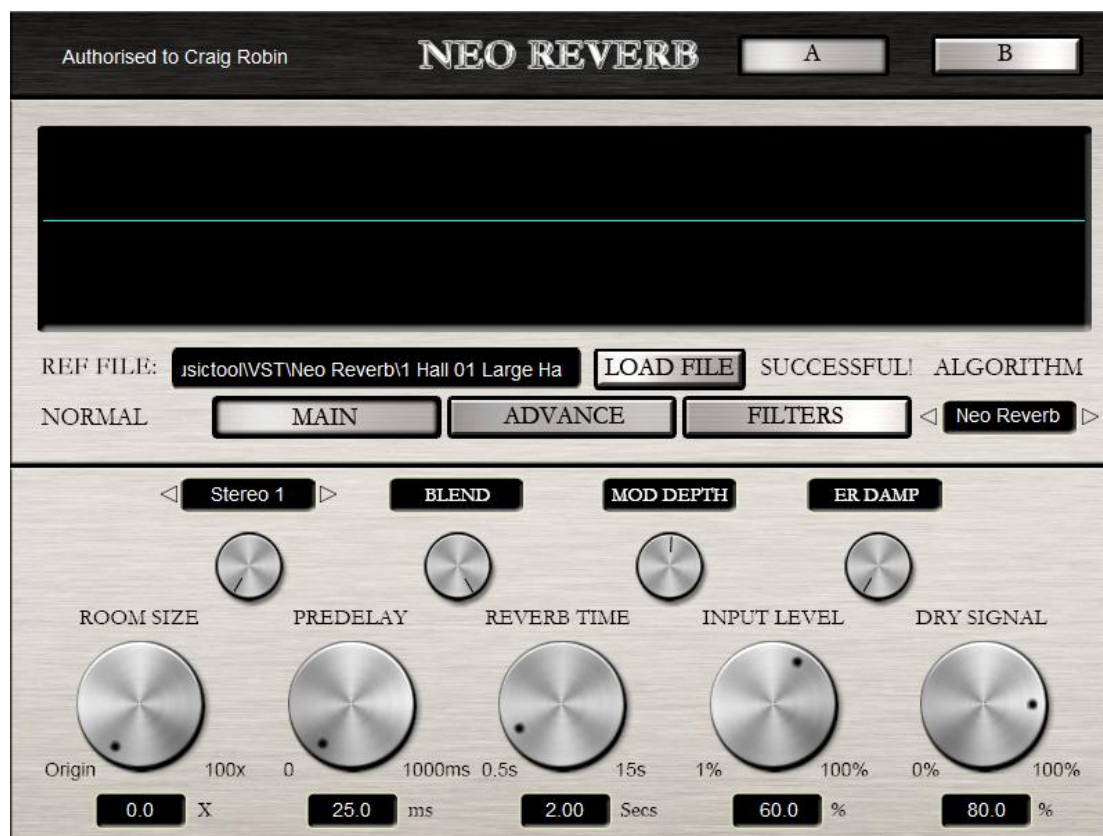 Authorised to Craig Robin NEO REVERB A B
REF FILE: usictool\VST\Neo Reverb\1 Hall 01 Large Ha LOAD FILE SUCCESSFUL! ALGORITHM
NORMAL MAIN ADVANCE FILTERS Neo Reverb
Stereo 1 BLEND MOD DEPTH ER DAMP
ROOM SIZE PREDELAY REVERB TIME INPUT LEVEL DRY SIGNAL
Origin 100x 0 1000ms 0.5s 15s 1% 100% 0% 100%
0.0 X 25.0 ms 2.00 Secs 60.0 % 80.0 %